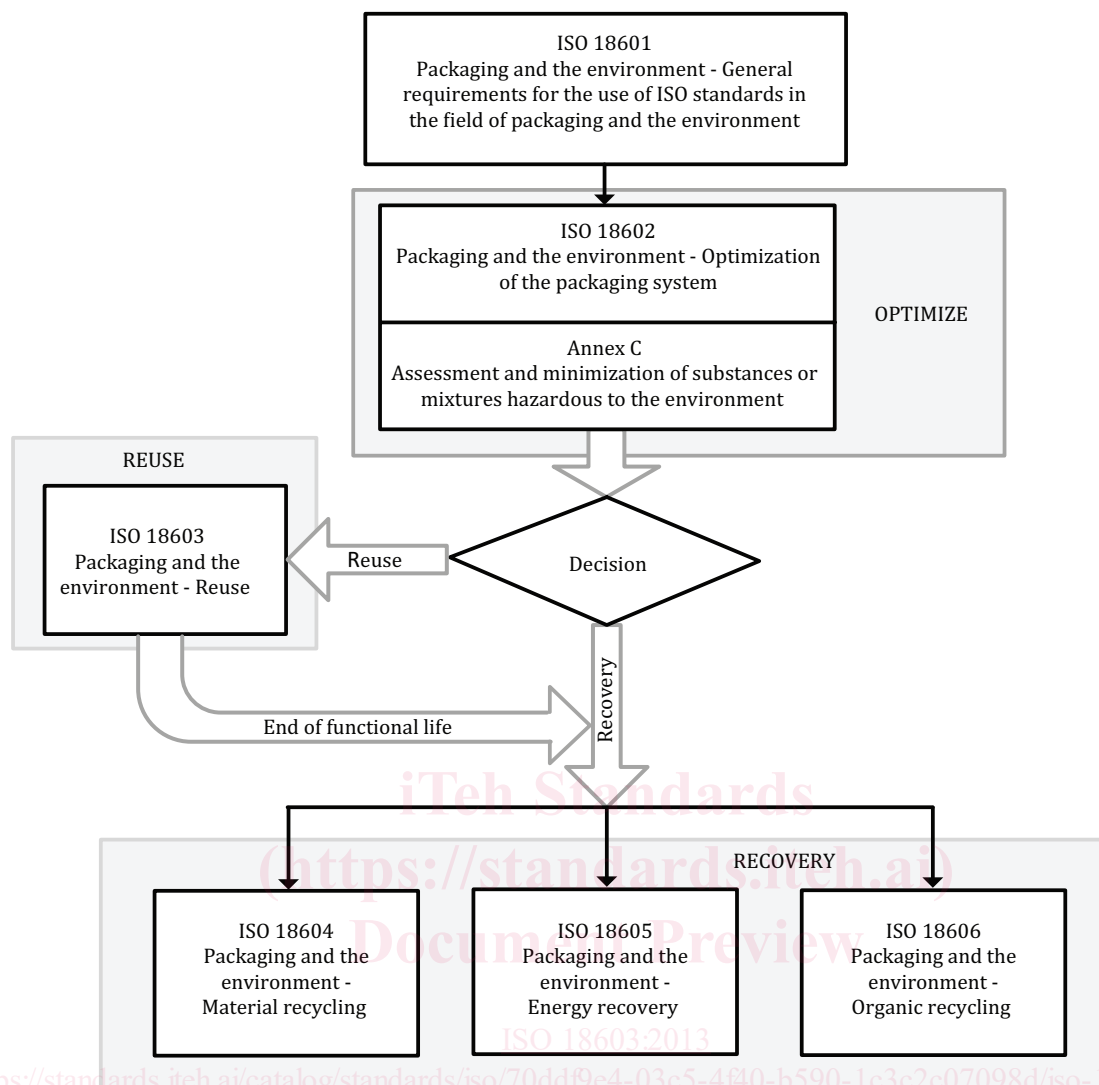 ISO 18601
Packaging and the environment - General
requirements for the use of ISO standards in
the field of packaging and the environment
ISO 18602
Packaging and the environment - Optimization
of the packaging system
OPTIMIZE
Annex C
Assessment and minimization of substances or
mixtures hazardous to the environment
REUSE
ISO 18603
Packaging and the
environment - Reuse
Reuse
Decision
Recovery
End of functional life
iTeh Standards
(https://standards.iteh.ai)
Document Preview
RECOVERY
ISO 18604
Packaging and the
environment -
Material recycling
ISO 18605
Packaging and the
environment -
Energy recovery
ISO 18606
Packaging and the
environment -
Organic recycling
ISO 18603:2013
ps://standards.iteh.ai/catalog/standards/iso/70ddf9e4-03c5-4f40-b590-1c3c2c07098d/iso-